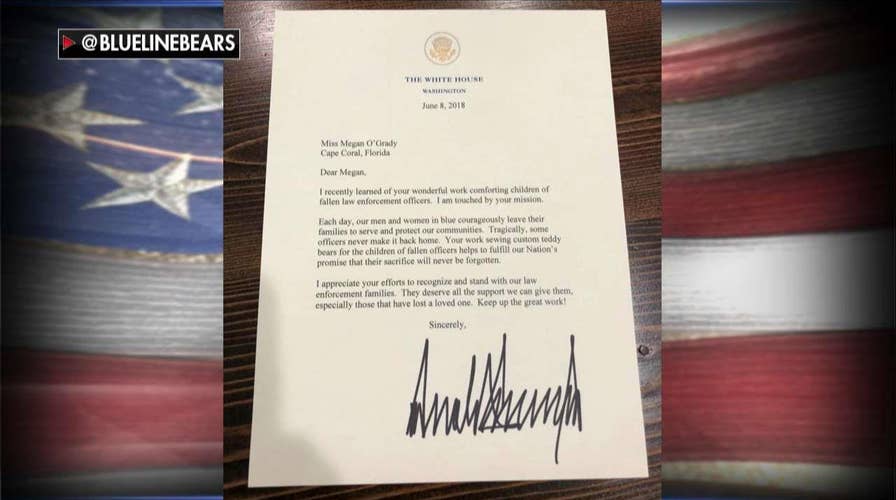 @BLUELINEBEARS
THE WHITE HOUSE
WASHINGTON
June 8, 2018
Miss Megan O'Grady
Cape Coral, Florida
Dear Megan,
I recently learned of your wonderful work comforting children of
fallen law enforcement officers. I am touched by your mission.
Each day, our men and women in blue courageously leave their
families to serve and protect our communities. Tragically, some
officers never make it back home. Your work sewing custom teddy
bears for the children of fallen officers helps to fulfill our Nation's
promise that their sacrifice will never be forgotten.
I appreciate your efforts to recognize and stand with our law
enforcement families. They deserve all the support we can give them,
especially those that have lost a loved one. Keep up the great work!
Sincerely,